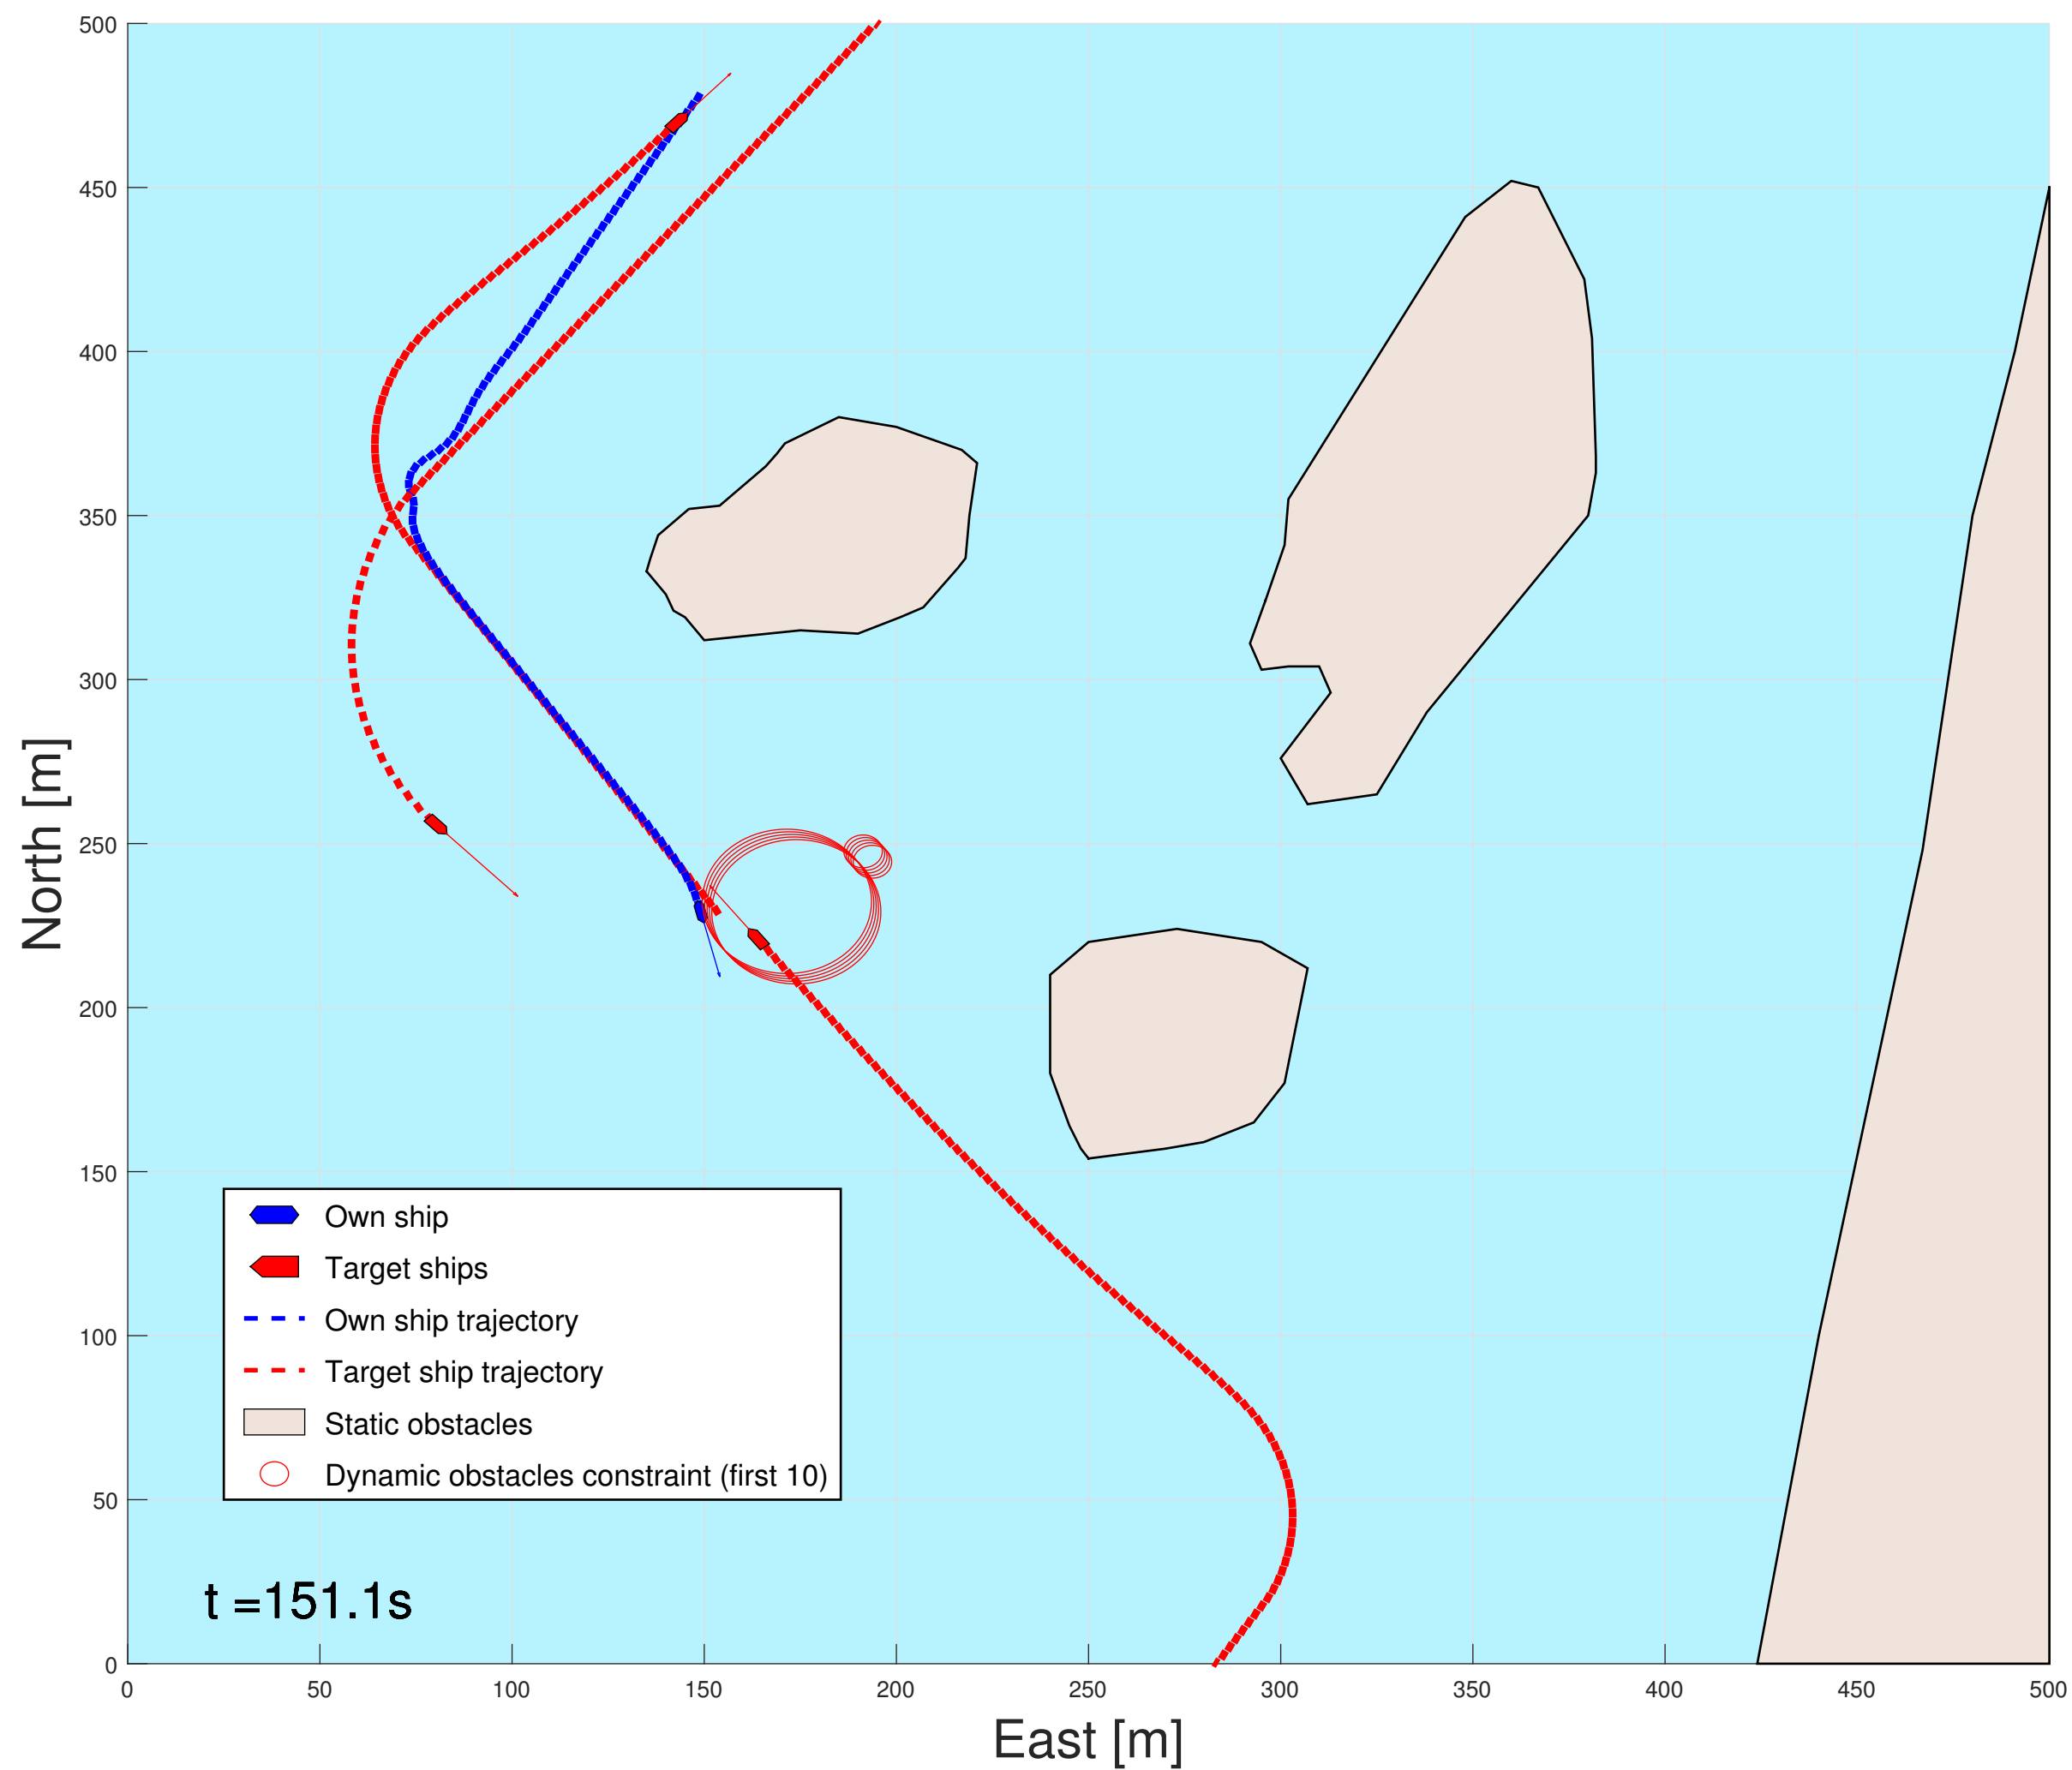 500
450
400
350
300
250
200
150
100
50
0
North [m]
Own ship
Target ships
Own ship trajectory
Target ship trajectory
Static obstacles
Dynamic obstacles constraint (first 10)
t =151.1s
0 50 100 150 200 250 300 350 400 450 500
East [m]